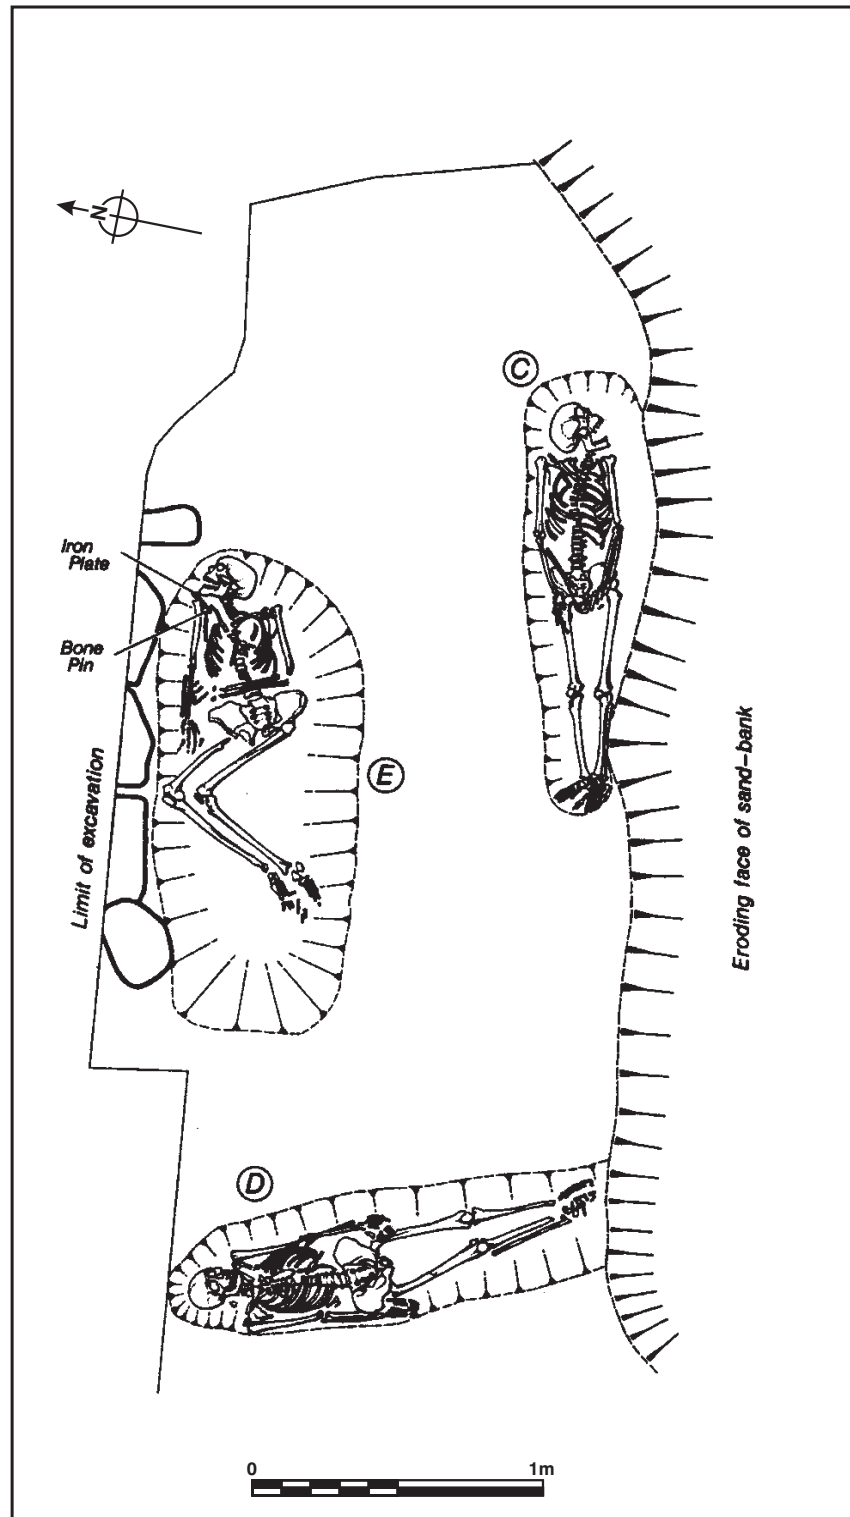 N
C
Iron
Plate
Bone
Pin
E
Limit of excavation
Eroding face of sand-bank
D
0 1m